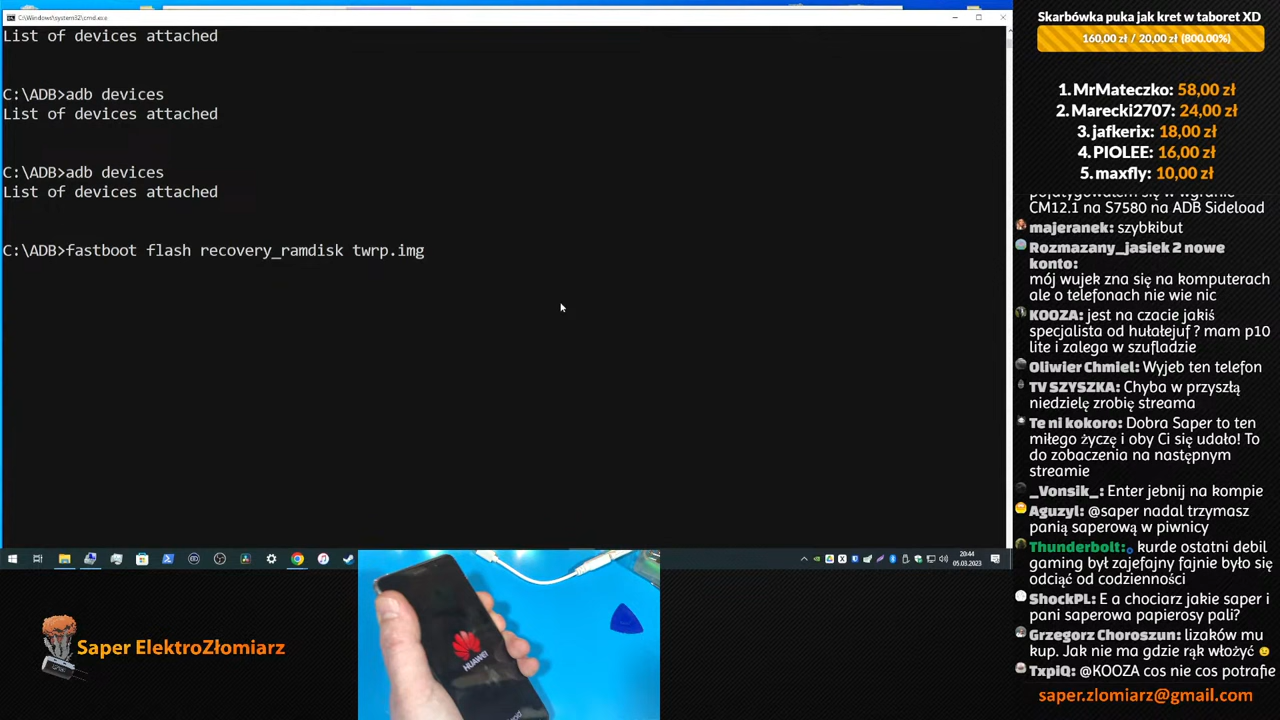 C:\Windows\system32\cmd.exe
List of devices attached
C:\ADB>adb devices
List of devices attached
C:\ADB>adb devices
List of devices attached
C:\ADB>fastboot flash recovery_ramdisk twrp.img
20:44
05.03.2023
Saper ElektroZłomiarz
HUAWEI
Skarbówka puka jak kret w taboret XD
160,00 zł / 20,00 zł (800.00%)
1. MrMateczko: 58,00 zł
2. Marecki2707: 24,00 zł
3. jafkerix: 18,00 zł
4. PIOLEE: 16,00 zł
5. maxfly: 10,00 zł
CM12.1 na S7580 na ADB Sideload
majeranek: szybkibut
Rozmazany_jasiek 2 nowe
konto:
mój wujek zna się na komputerach
ale o telefonach nie wie nic
KOOZA: jest na czacie jakiś
specjalista od hułałejuf ? mam p10
lite i zalega w szufladzie
Oliwier Chmiel: Wyjeb ten telefon
TV SZYSZKA: Chyba w przyszłą
niedzielę zrobię streama
Te ni kokoro: Dobra Saper to ten
miłego życzę i oby Ci się udało! To
do zobaczenia na następnym
streamie
_Vonsik_: Enter jebnij na kompie
Aguzyl: @saper nadal trzymasz
panią saperową w piwnicy
Thunderbolt: kurde ostatni debil
gaming był zajefajny fajnie było się
odciąć od codzienności
ShockPL: E a chociarz jakie saper i
pani saperowa papierosy pali?
Grzegorz Choroszun: lizaków mu
kup. Jak nie ma gdzie rąk włożyć
TxpiQ: @KOOZA cos nie cos potrafie
saper.zlomiarz@gmail.com